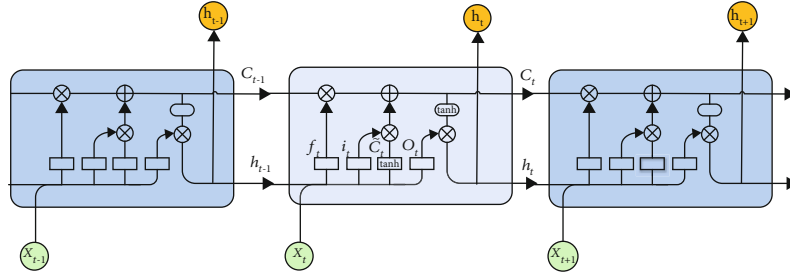 h_{t-1}
h_t
h_{t+1}
C_{t-1}
C_t
tanh
f_t
i_t
C̃_t
O_t
tanh
h_{t-1}
h_t
X_{t-1}
X_t
X_{t+1}